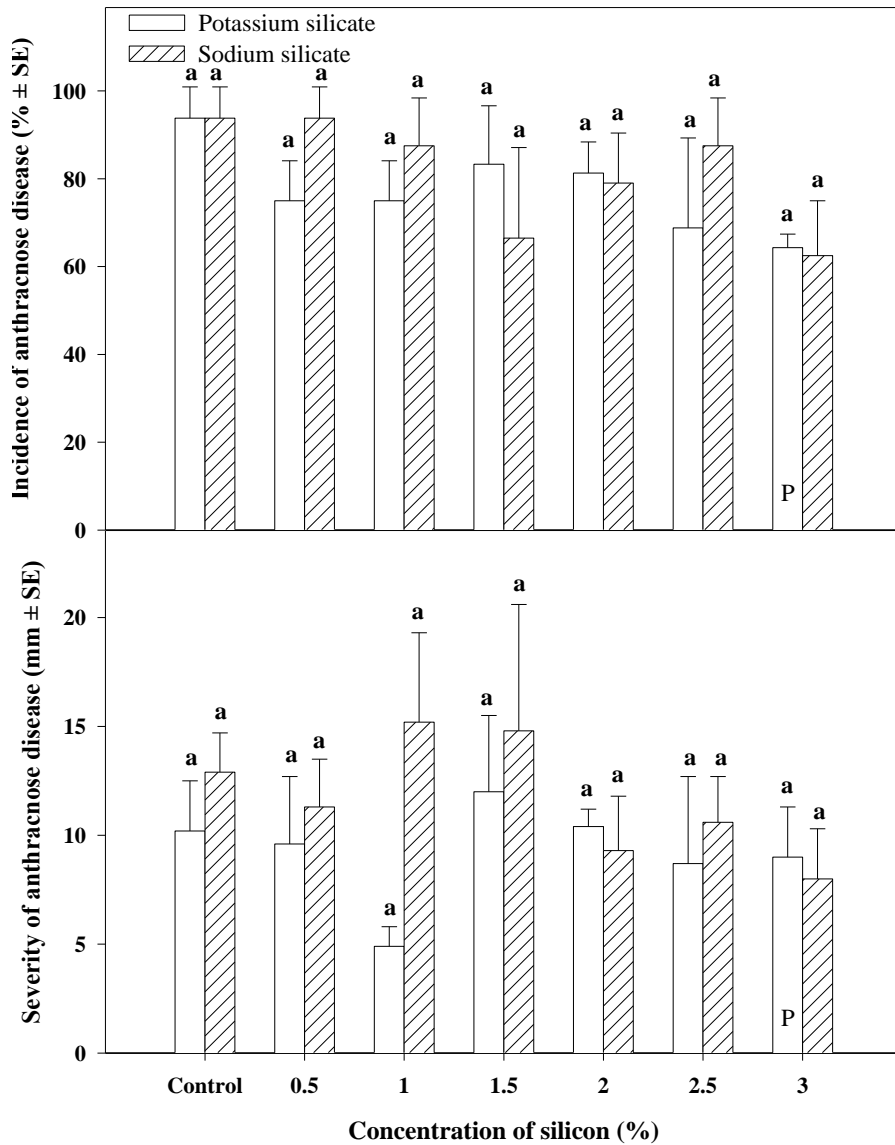 Potassium silicate
Sodium silicate
Incidence of anthracnose disease (% ± SE)
100
80
60
40
20
0
a a a a a a a a a a a a a a
P
Severity of anthracnose disease (mm ± SE)
20
15
10
5
0
a a a a a a a a a a a a a a
P
Control 0.5 1 1.5 2 2.5 3
Concentration of silicon (%)